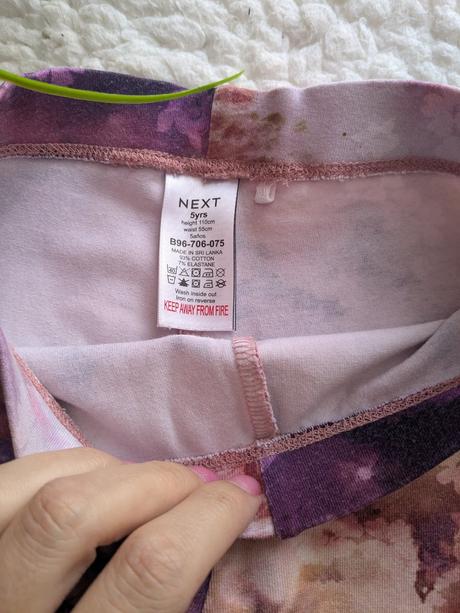 NEXT
5yrs
height 110cm
waist 55cm
5años
B96-706-075
MADE IN SRI LANKA
93% COTTON
7% ELASTANE
Wash inside out
Iron on reverse
KEEP AWAY FROM FIRE